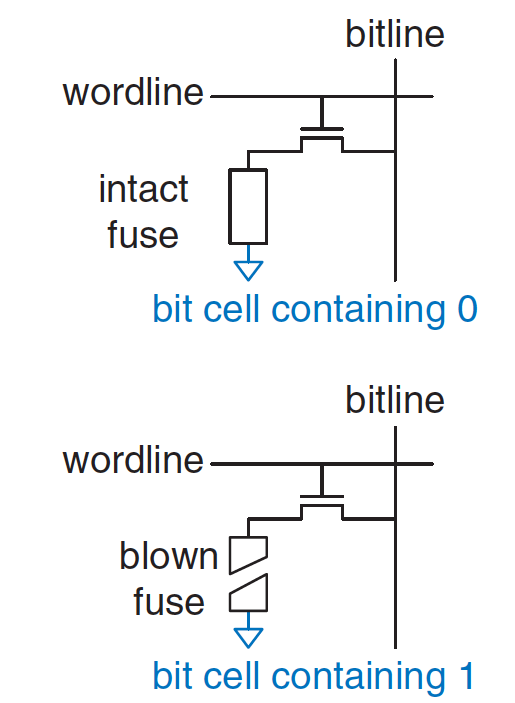 bitline
wordline
intact
fuse
bit cell containing 0
bitline
wordline
blown
fuse
bit cell containing 1